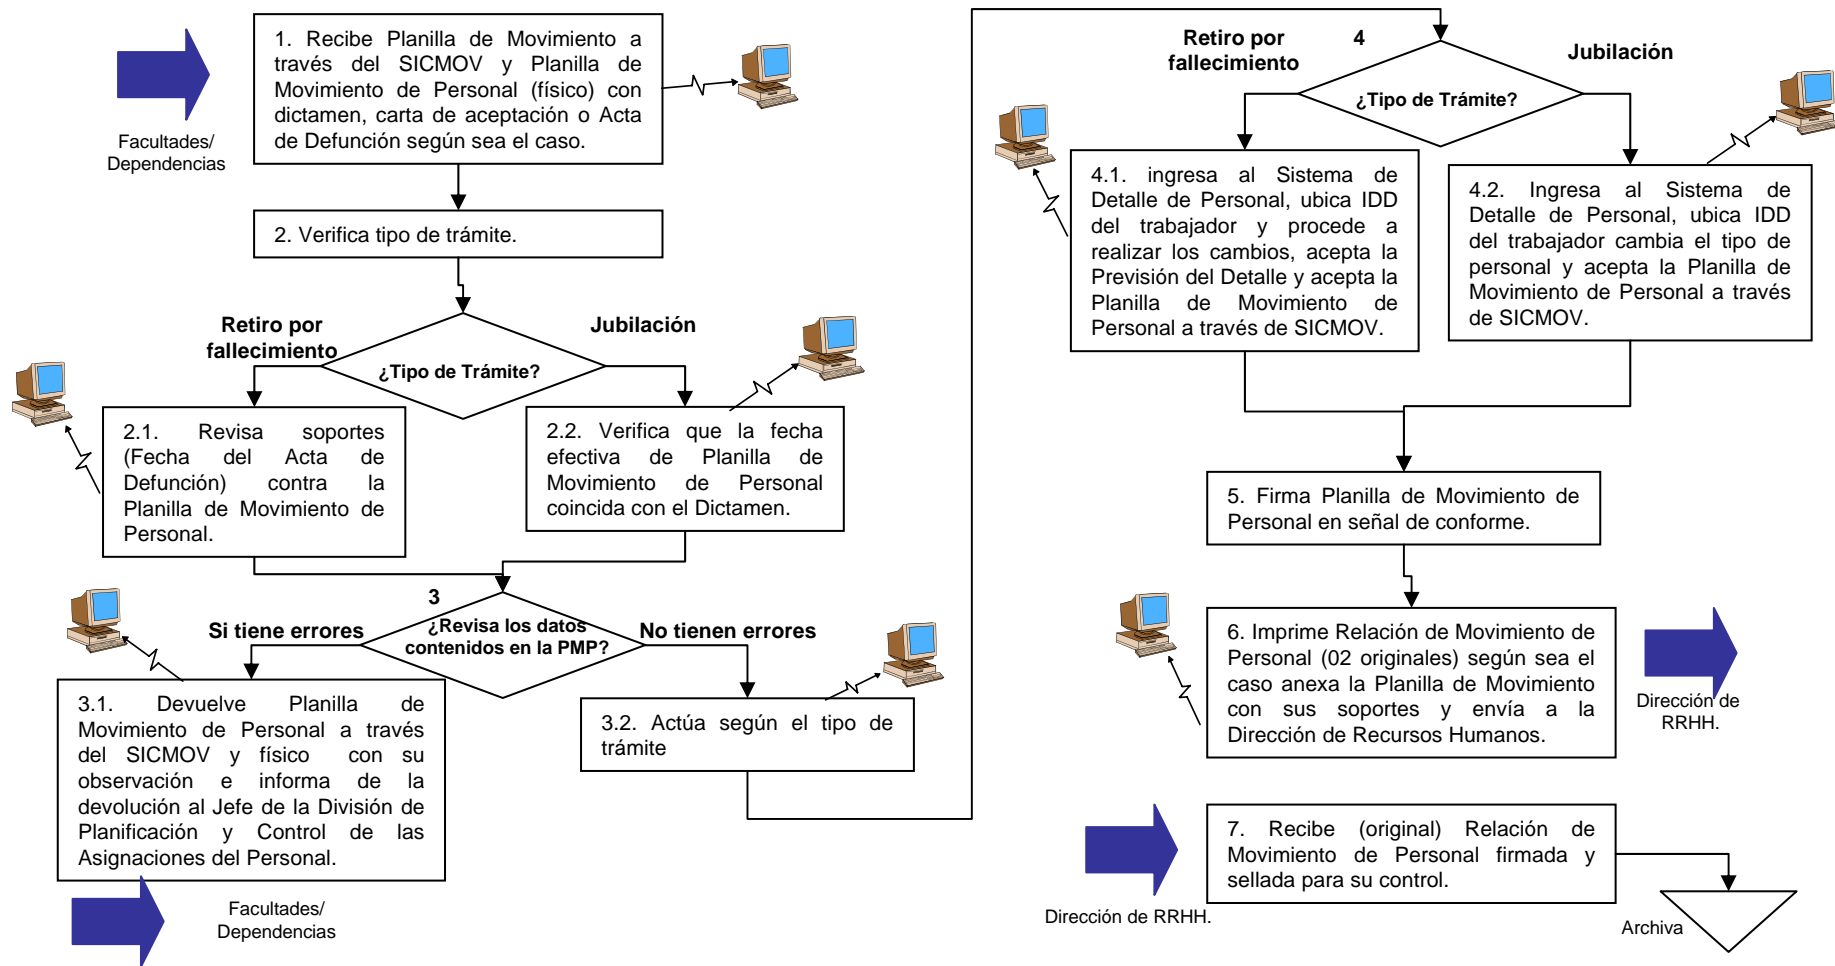 1. Recibe Planilla de Movimiento a
través del SICMOV y Planilla de
Movimiento de Personal (físico) con
dictamen, carta de aceptación o Acta
de Defunción según sea el caso.
Facultades/
Dependencias
2. Verifica tipo de trámite.
Retiro por
fallecimiento
Jubilación
¿Tipo de Trámite?
2.1. Revisa soportes
(Fecha del Acta de
Defunción) contra la
Planilla de Movimiento de
Personal.
2.2. Verifica que la fecha
efectiva de Planilla de
Movimiento de Personal
coincida con el Dictamen.
3
Si tiene errores
¿Revisa los datos
contenidos en la PMP?
No tienen errores
3.1. Devuelve Planilla de
Movimiento de Personal a través
del SICMOV y físico con su
observación e informa de la
devolución al Jefe de la División de
Planificación y Control de las
Asignaciones del Personal.
3.2. Actúa según el tipo de
trámite
Facultades/
Dependencias
Retiro por
fallecimiento
4
Jubilación
¿Tipo de Trámite?
4.1. ingresa al Sistema de
Detalle de Personal, ubica IDD
del trabajador y procede a
realizar los cambios, acepta la
Previsión del Detalle y acepta la
Planilla de Movimiento de
Personal a través de SICMOV.
4.2. Ingresa al Sistema de
Detalle de Personal, ubica IDD
del trabajador cambia el tipo de
personal y acepta la Planilla de
Movimiento de Personal a través
de SICMOV.
5. Firma Planilla de Movimiento de
Personal en señal de conforme.
6. Imprime Relación de Movimiento de
Personal (02 originales) según sea el
caso anexa la Planilla de Movimiento
con sus soportes y envía a la
Dirección de Recursos Humanos.
Dirección de
RRHH.
7. Recibe (original) Relación de
Movimiento de Personal firmada y
sellada para su control.
Dirección de RRHH.
Archiva